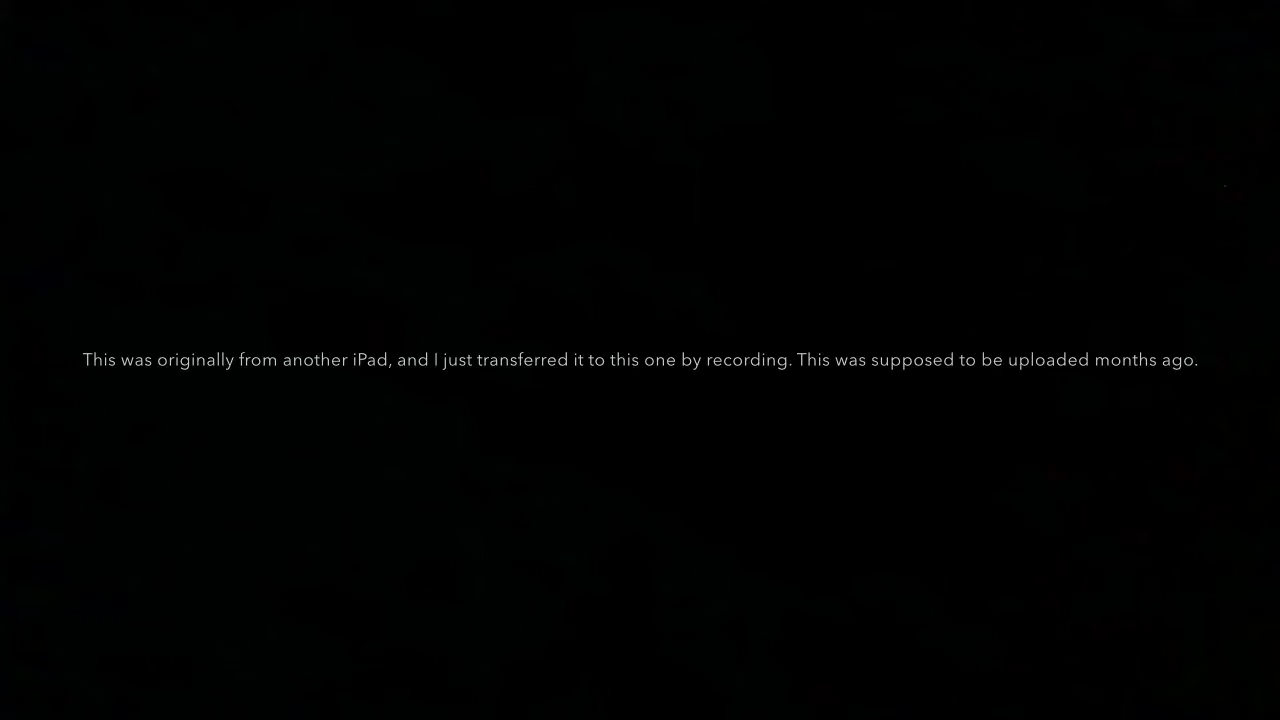 This was originally from another iPad, and I just transferred it to this one by recording. This was supposed to be uploaded months ago.